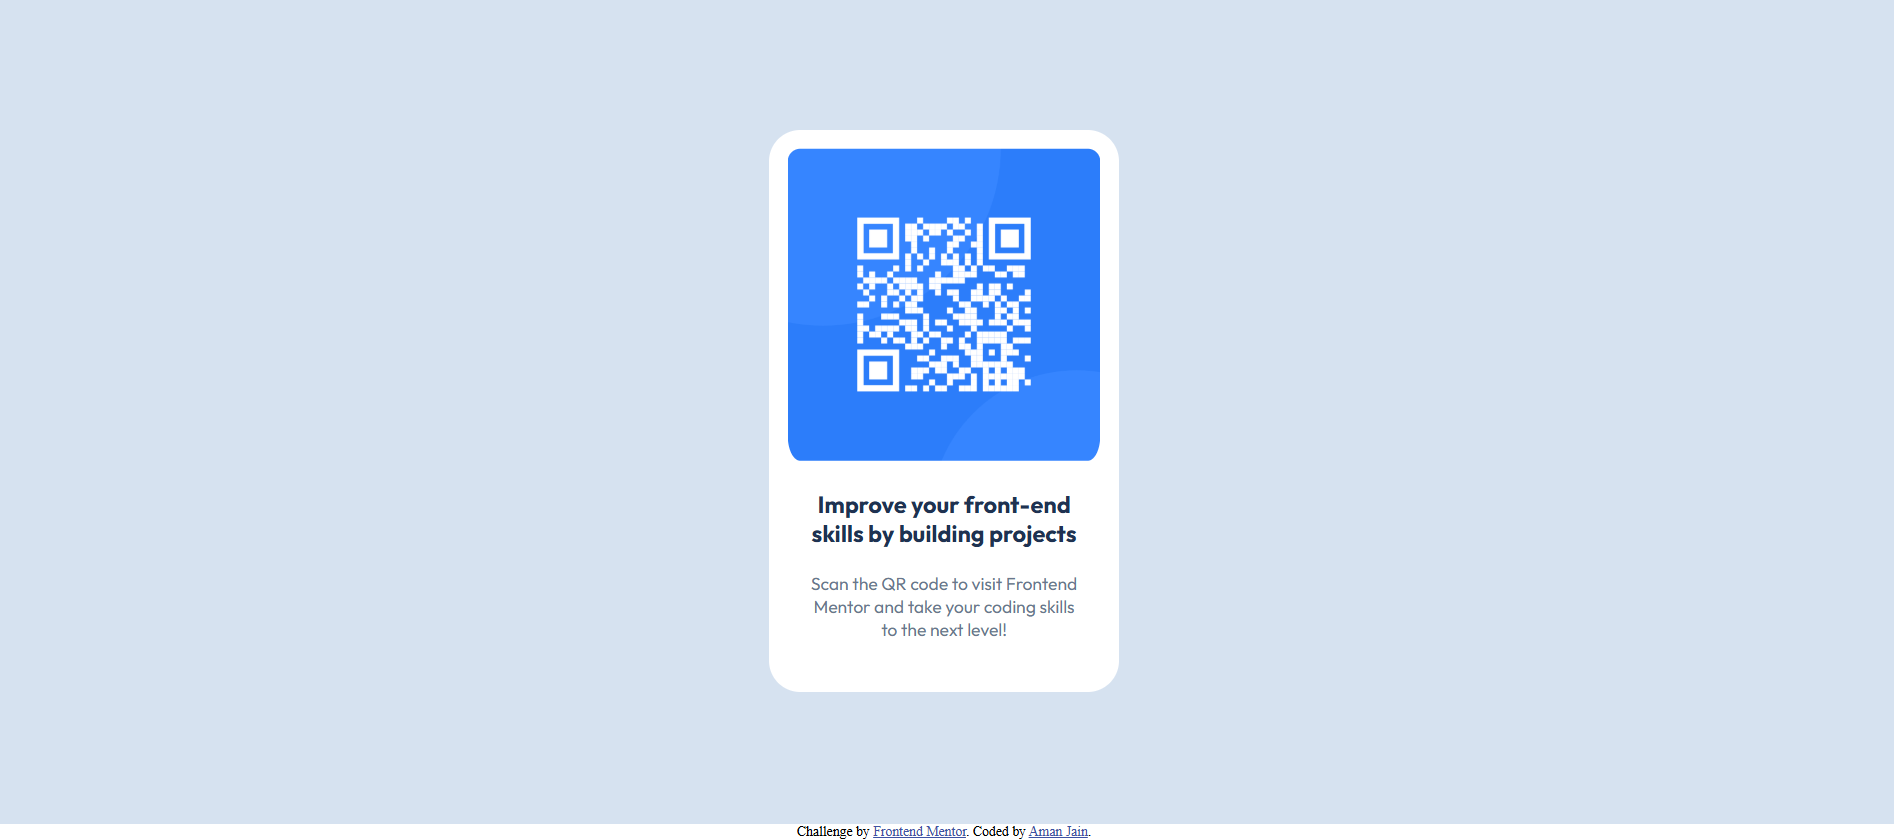 Improve your front-end
skills by building projects
Scan the QR code to visit Frontend
Mentor and take your coding skills
to the next level!
Challenge by Frontend Mentor. Coded by Aman Jain.